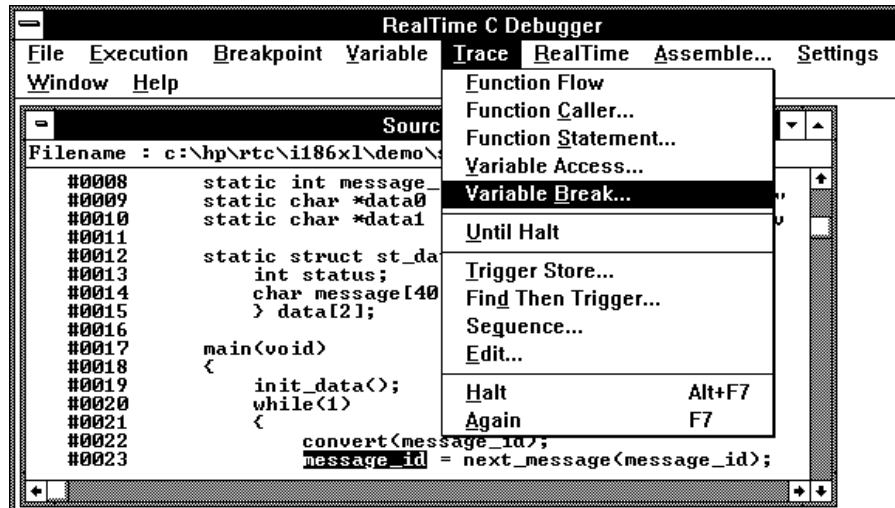 RealTime C Debugger
File Execution Breakpoint Variable Trace RealTime Assemble... Settings
Window Help
Function Flow
Function Caller...
Function Statement...
Variable Access...
Variable Break...
Until Halt
Trigger Store...
Find Then Trigger...
Sequence...
Edit...
Halt Alt+F7
Again F7
Sourc
Filename : c:\hp\rtc\i186xl\demo\
#0008 static int message_
#0009 static char *data0
#0010 static char *data1
#0011
#0012 static struct st_da
#0013 int status;
#0014 char message[40
#0015 } data[2];
#0016
#0017 main(void)
#0018 {
#0019 init_data();
#0020 while(1)
#0021 {
#0022 convert(message_id);
#0023 message_id = next_message(message_id);